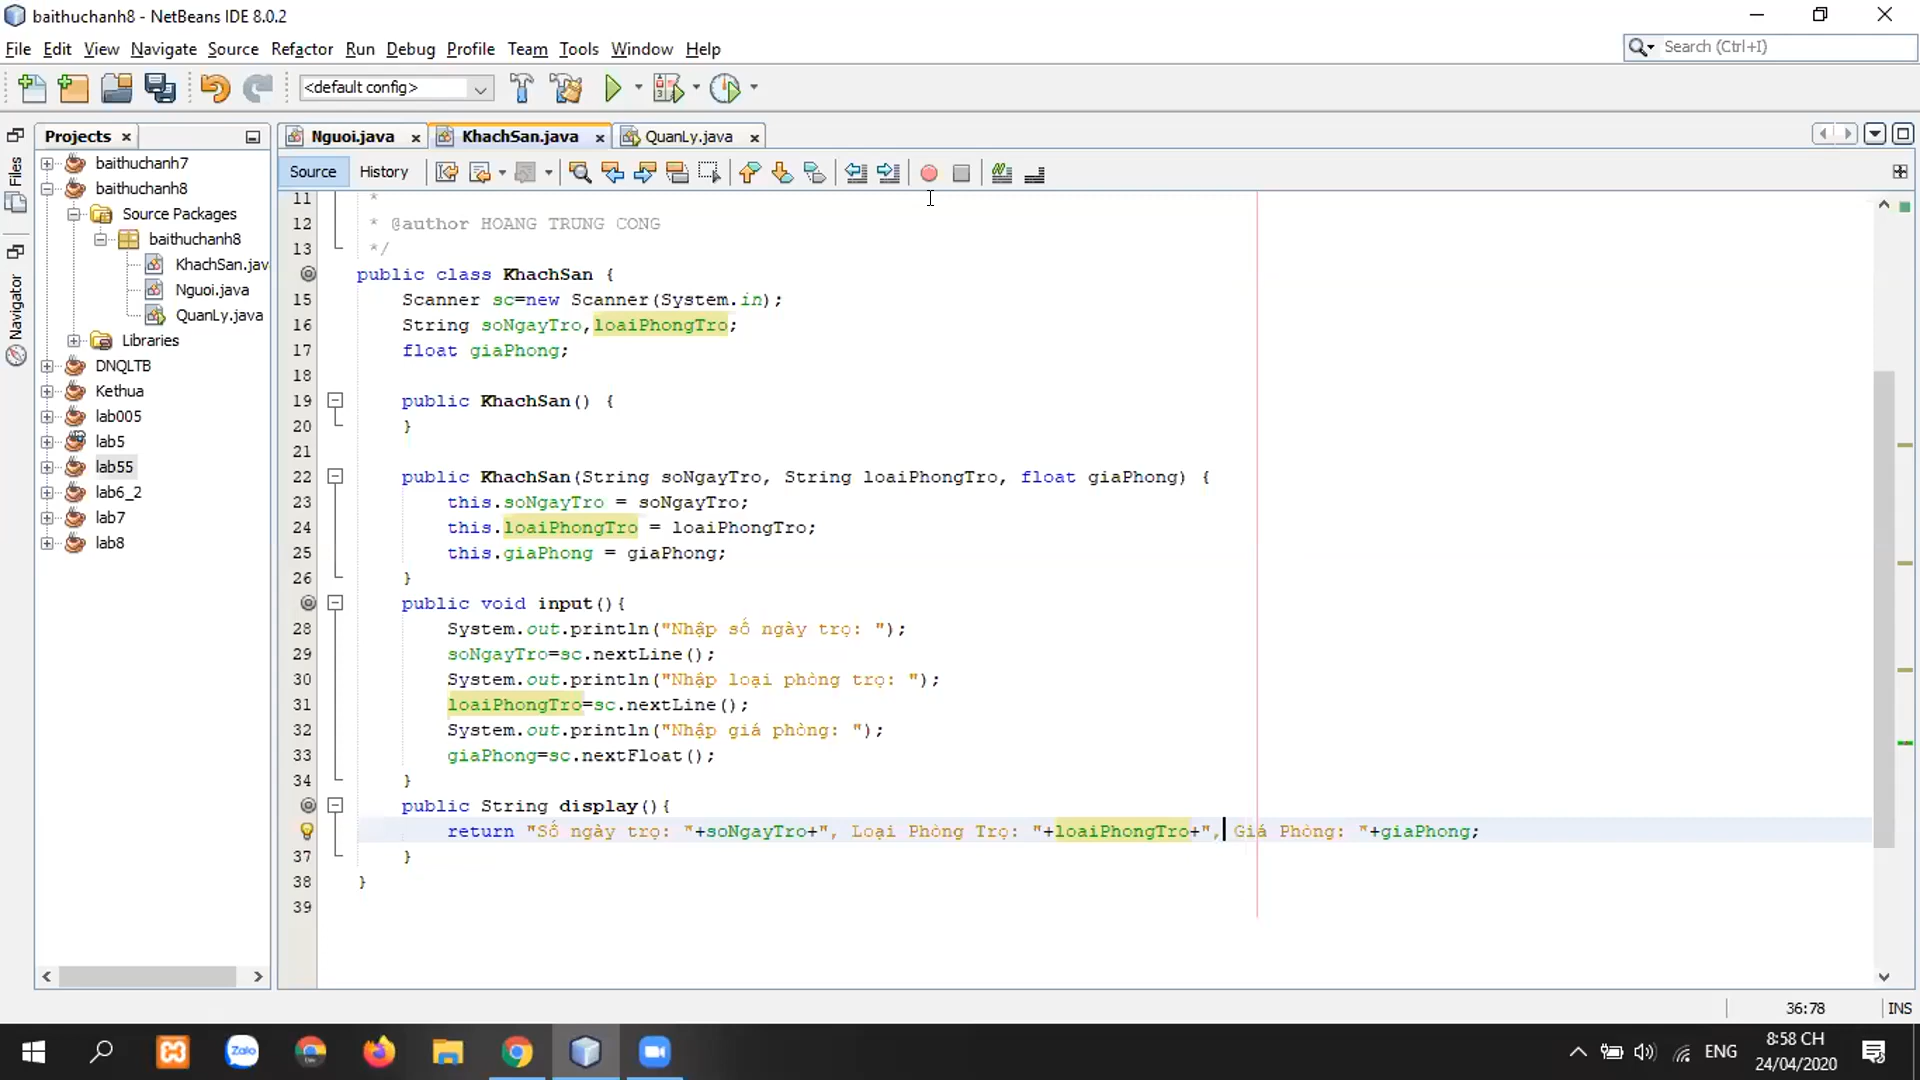 baithuchanh8 - NetBeans IDE 8.0.2
File Edit View Navigate Source Refactor Run Debug Profile Team Tools Window Help
Search (Ctrl+I)
<default config>
Projects
Nguoi.java
KhachSan.java
QuanLy.java
Source
History
Files
Navigator
baithuchanh7
baithuchanh8
Source Packages
baithuchanh8
KhachSan.jav
Nguoi.java
QuanLy.java
Libraries
DNQLTB
Kethua
lab005
lab5
lab55
lab6_2
lab7
lab8
11 *
12 * @author HOANG TRUNG CONG
13 */
public class KhachSan {
15 Scanner sc=new Scanner(System.in);
16 String soNgayTro,loaiPhongTro;
17 float giaPhong;
18
19 public KhachSan() {
20 }
21
22 public KhachSan(String soNgayTro, String loaiPhongTro, float giaPhong) {
23 this.soNgayTro = soNgayTro;
24 this.loaiPhongTro = loaiPhongTro;
25 this.giaPhong = giaPhong;
26 }
public void input(){
28 System.out.println("Nhập số ngày trọ: ");
29 soNgayTro=sc.nextLine();
30 System.out.println("Nhập loại phòng trọ: ");
31 loaiPhongTro=sc.nextLine();
32 System.out.println("Nhập giá phòng: ");
33 giaPhong=sc.nextFloat();
34 }
public String display(){
return "Số ngày trọ: "+soNgayTro+", Loại Phòng Trọ: "+loaiPhongTro+", Giá Phòng: "+giaPhong;
37 }
38 }
39
36:78
INS
Zalo
ENG
8:58 CH
24/04/2020